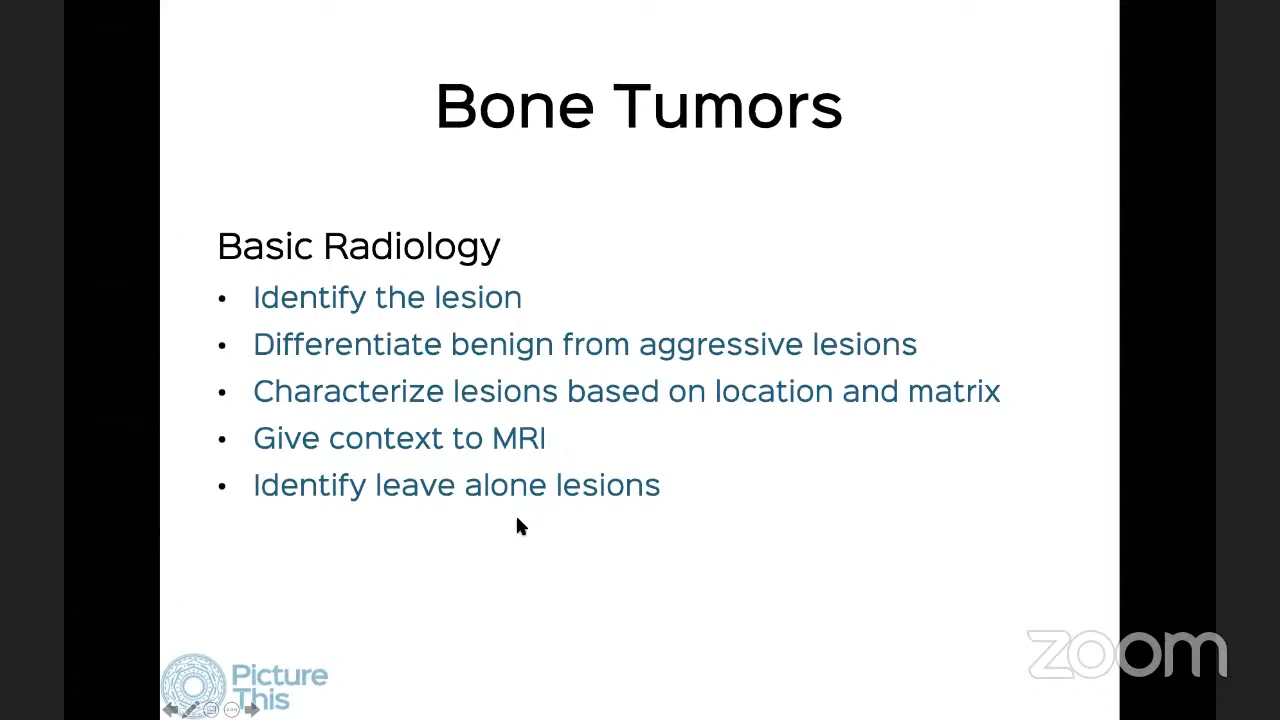 Bone Tumors
Basic Radiology
• Identify the lesion
• Differentiate benign from aggressive lesions
• Characterize lesions based on location and matrix
• Give context to MRI
• Identify leave alone lesions
Picture
This
zoom